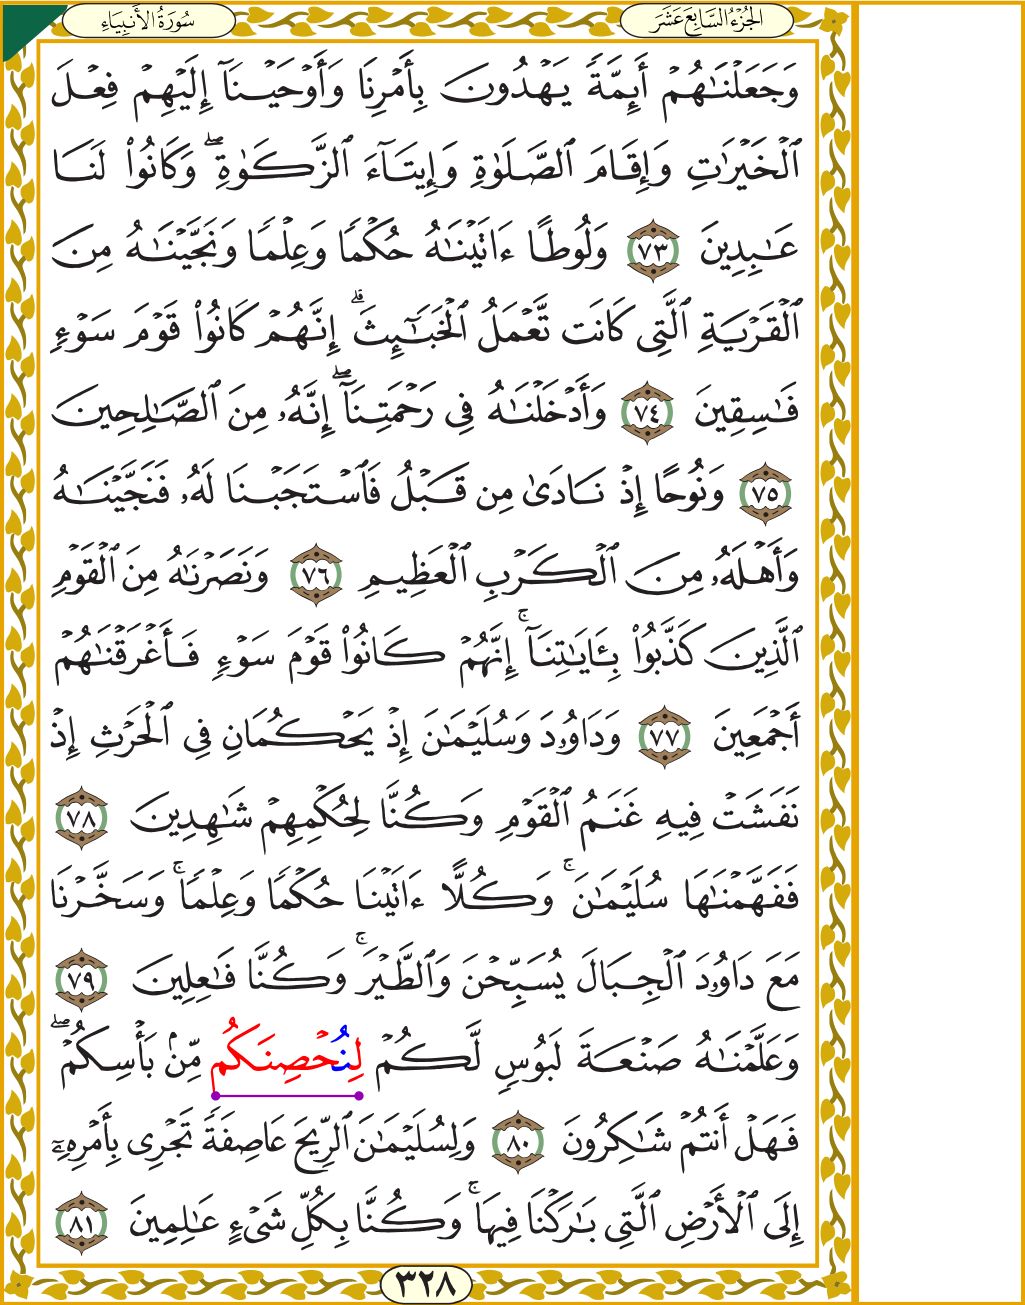 الجُزْءُ السَّابِعَ عَشَرَ
سُورَةُ الأَنبِيَاءِ
وَجَعَلْنَٰهُمْ أَئِمَّةً يَهْدُونَ بِأَمْرِنَا وَأَوْحَيْنَآ إِلَيْهِمْ فِعْلَ
ٱلْخَيْرَٰتِ وَإِقَامَ ٱلصَّلَوٰةِ وَإِيتَآءَ ٱلزَّكَوٰةِۖ وَكَانُوا۟ لَنَا
عَٰبِدِينَ ٧٣ وَلُوطًا ءَاتَيْنَٰهُ حُكْمًا وَعِلْمًا وَنَجَّيْنَٰهُ مِنَ
ٱلْقَرْيَةِ ٱلَّتِى كَانَت تَّعْمَلُ ٱلْخَبَٰٓئِثَۗ إِنَّهُمْ كَانُوا۟ قَوْمَ سَوْءٍ
فَٰسِقِينَ ٧٤ وَأَدْخَلْنَٰهُ فِى رَحْمَتِنَآۖ إِنَّهُۥ مِنَ ٱلصَّٰلِحِينَ
٧٥ وَنُوحًا إِذْ نَادَىٰ مِن قَبْلُ فَٱسْتَجَبْنَا لَهُۥ فَنَجَّيْنَٰهُ
وَأَهْلَهُۥ مِنَ ٱلْكَرْبِ ٱلْعَظِيمِ ٧٦ وَنَصَرْنَٰهُ مِنَ ٱلْقَوْمِ
ٱلَّذِينَ كَذَّبُوا۟ بِـَٔايَٰتِنَآۚ إِنَّهُمْ كَانُوا۟ قَوْمَ سَوْءٍ فَأَغْرَقْنَٰهُمْ
أَجْمَعِينَ ٧٧ وَدَاوُۥدَ وَسُلَيْمَٰنَ إِذْ يَحْكُمَانِ فِى ٱلْحَرْثِ إِذْ
نَفَشَتْ فِيهِ غَنَمُ ٱلْقَوْمِ وَكُنَّا لِحُكْمِهِمْ شَٰهِدِينَ ٧٨
فَفَهَّمْنَٰهَا سُلَيْمَٰنَۚ وَكُلًّا ءَاتَيْنَا حُكْمًا وَعِلْمًاۚ وَسَخَّرْنَا
مَعَ دَاوُۥدَ ٱلْجِبَالَ يُسَبِّحْنَ وَٱلطَّيْرَۚ وَكُنَّا فَٰعِلِينَ ٧٩
وَعَلَّمْنَٰهُ صَنْعَةَ لَبُوسٍ لَّكُمْ لِنُحْصِنَكُم مِّنۢ بَأْسِكُمْۖ
فَهَلْ أَنتُمْ شَٰكِرُونَ ٨٠ وَلِسُلَيْمَٰنَ ٱلرِّيحَ عَاصِفَةً تَجْرِى بِأَمْرِهِۦٓ
إِلَى ٱلْأَرْضِ ٱلَّتِى بَٰرَكْنَا فِيهَاۚ وَكُنَّا بِكُلِّ شَىْءٍ عَٰلِمِينَ ٨١
٣٢٨